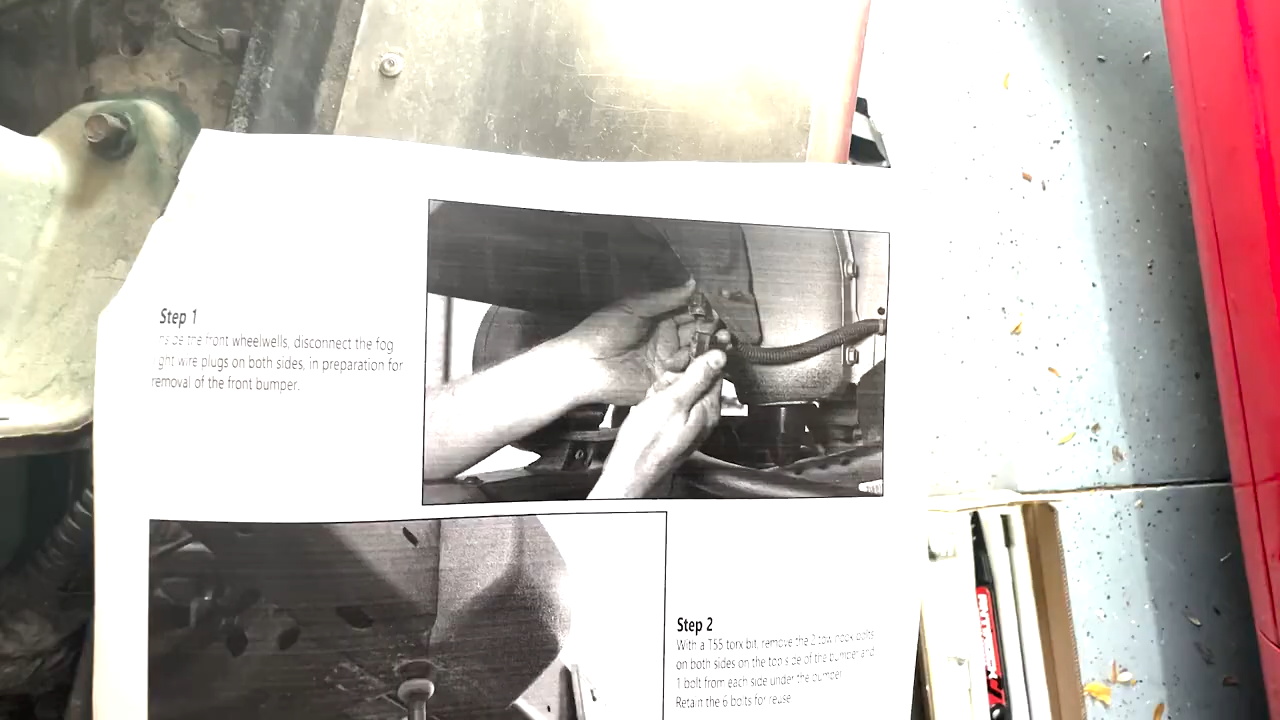 Step 1
Inside the front wheelwells, disconnect the fog
light wire plugs on both sides, in preparation for
removal of the front bumper.
Step 2
With a T55 torx bit, remove the 2 tow hook bolts
on both sides on the top side of the bumper and
1 bolt from each side under the bumper
Retain the 6 bolts for reuse